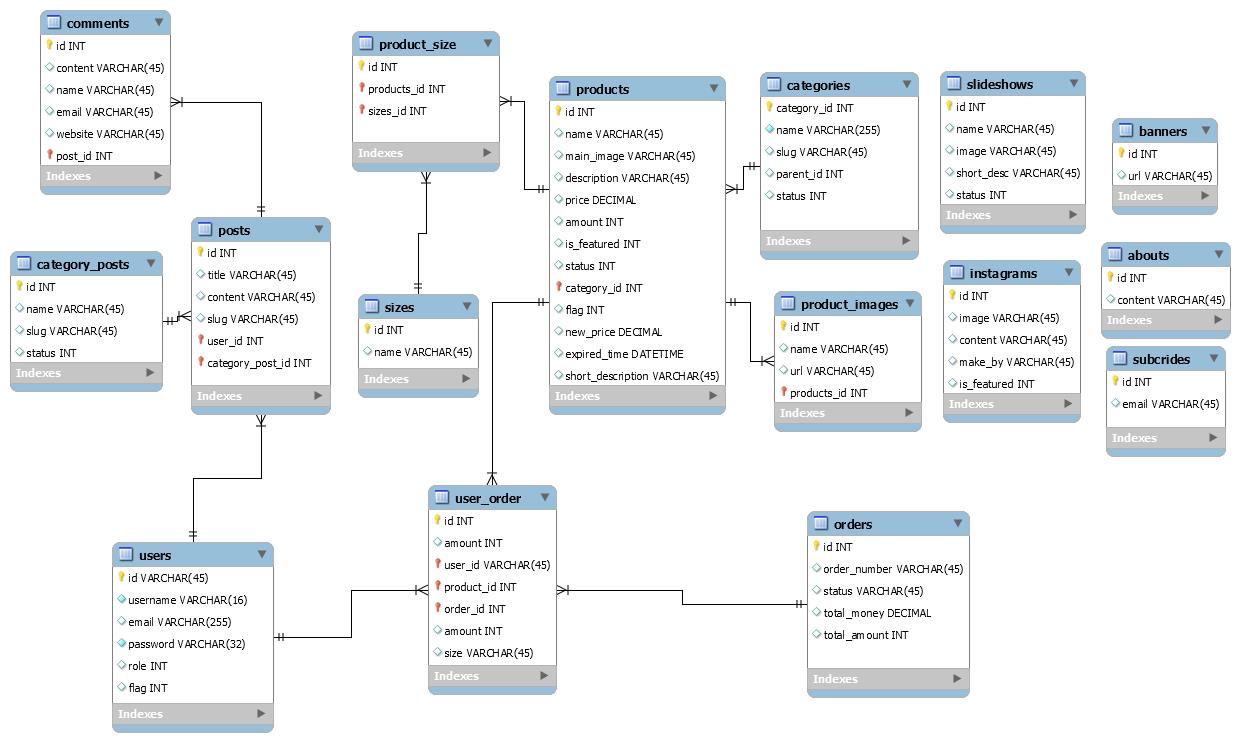 comments
id INT
content VARCHAR(45)
name VARCHAR(45)
email VARCHAR(45)
website VARCHAR(45)
post_id INT
Indexes
product_size
id INT
products_id INT
sizes_id INT
Indexes
products
id INT
name VARCHAR(45)
main_image VARCHAR(45)
description VARCHAR(45)
price DECIMAL
amount INT
is_featured INT
status INT
category_id INT
flag INT
new_price DECIMAL
expired_time DATETIME
short_description VARCHAR(45)
Indexes
categories
category_id INT
name VARCHAR(255)
slug VARCHAR(45)
parent_id INT
status INT
Indexes
slideshows
id INT
name VARCHAR(45)
image VARCHAR(45)
short_desc VARCHAR(45)
status INT
Indexes
banners
id INT
url VARCHAR(45)
Indexes
category_posts
id INT
name VARCHAR(45)
slug VARCHAR(45)
status INT
Indexes
posts
id INT
title VARCHAR(45)
content VARCHAR(45)
slug VARCHAR(45)
user_id INT
category_post_id INT
Indexes
sizes
id INT
name VARCHAR(45)
Indexes
product_images
id INT
name VARCHAR(45)
url VARCHAR(45)
products_id INT
Indexes
instagrams
id INT
image VARCHAR(45)
content VARCHAR(45)
make_by VARCHAR(45)
is_featured INT
Indexes
abouts
id INT
content VARCHAR(45)
Indexes
subcrides
id INT
email VARCHAR(45)
Indexes
users
id VARCHAR(45)
username VARCHAR(16)
email VARCHAR(255)
password VARCHAR(32)
role INT
flag INT
Indexes
user_order
id INT
amount INT
user_id VARCHAR(45)
product_id INT
order_id INT
amount INT
size VARCHAR(45)
Indexes
orders
id INT
order_number VARCHAR(45)
status VARCHAR(45)
total_money DECIMAL
total_amount INT
Indexes